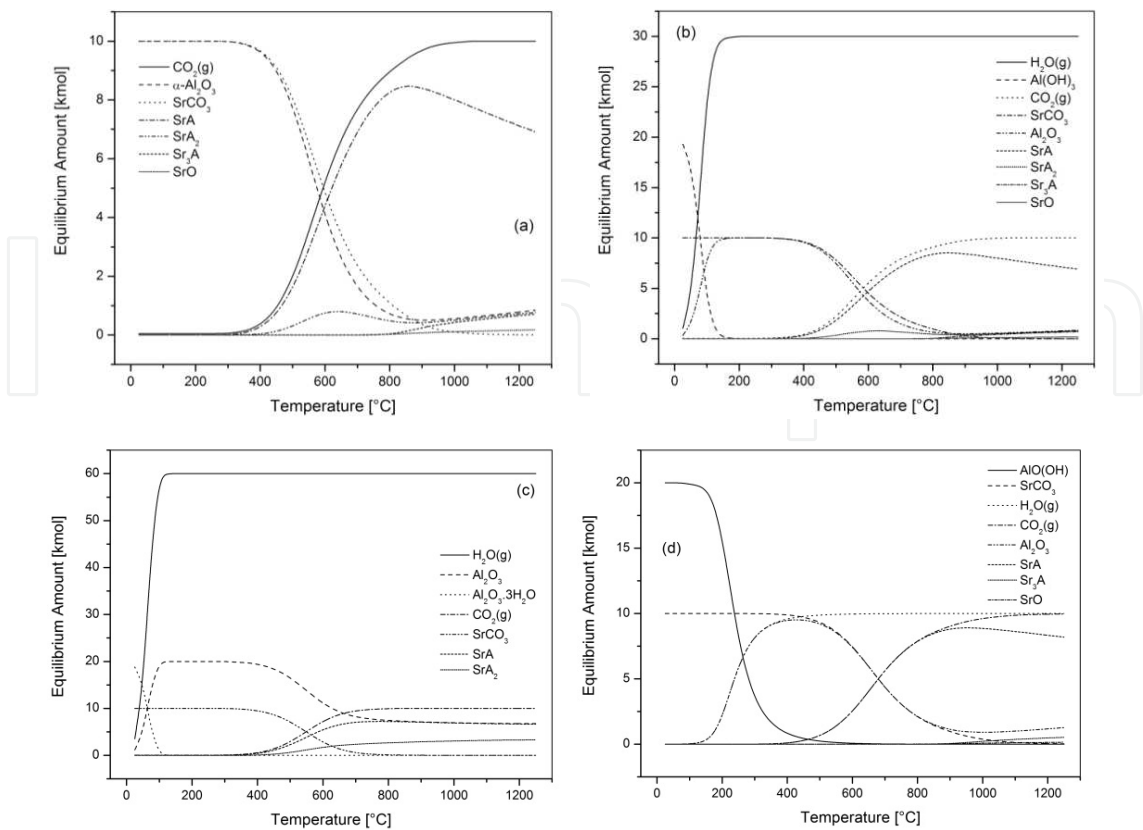 (a)
Equilibrium Amount [kmol]
10
8
6
4
2
0
CO₂(g)
α-Al₂O₃
SrCO₃
SrA
SrA₂
Sr₃A
SrO
0 200 400 600 800 1000 1200
Temperature [°C]
(b)
Equilibrium Amount [kmol]
30
25
20
15
10
5
0
H₂O(g)
Al(OH)₃
CO₂(g)
SrCO₃
Al₂O₃
SrA
SrA₂
Sr₃A
SrO
0 200 400 600 800 1000 1200
Temperature [°C]
(c)
Equilibrium Amount [kmol]
60
50
40
30
20
10
0
H₂O(g)
Al₂O₃
Al₂O₃.3H₂O
CO₂(g)
SrCO₃
SrA
SrA₂
0 200 400 600 800 1000 1200
Temperature [°C]
(d)
Equilibrium Amount [kmol]
20
15
10
5
0
AlO(OH)
SrCO₃
H₂O(g)
CO₂(g)
Al₂O₃
SrA
Sr₃A
SrO
0 200 400 600 800 1000 1200
Temperature [°C]